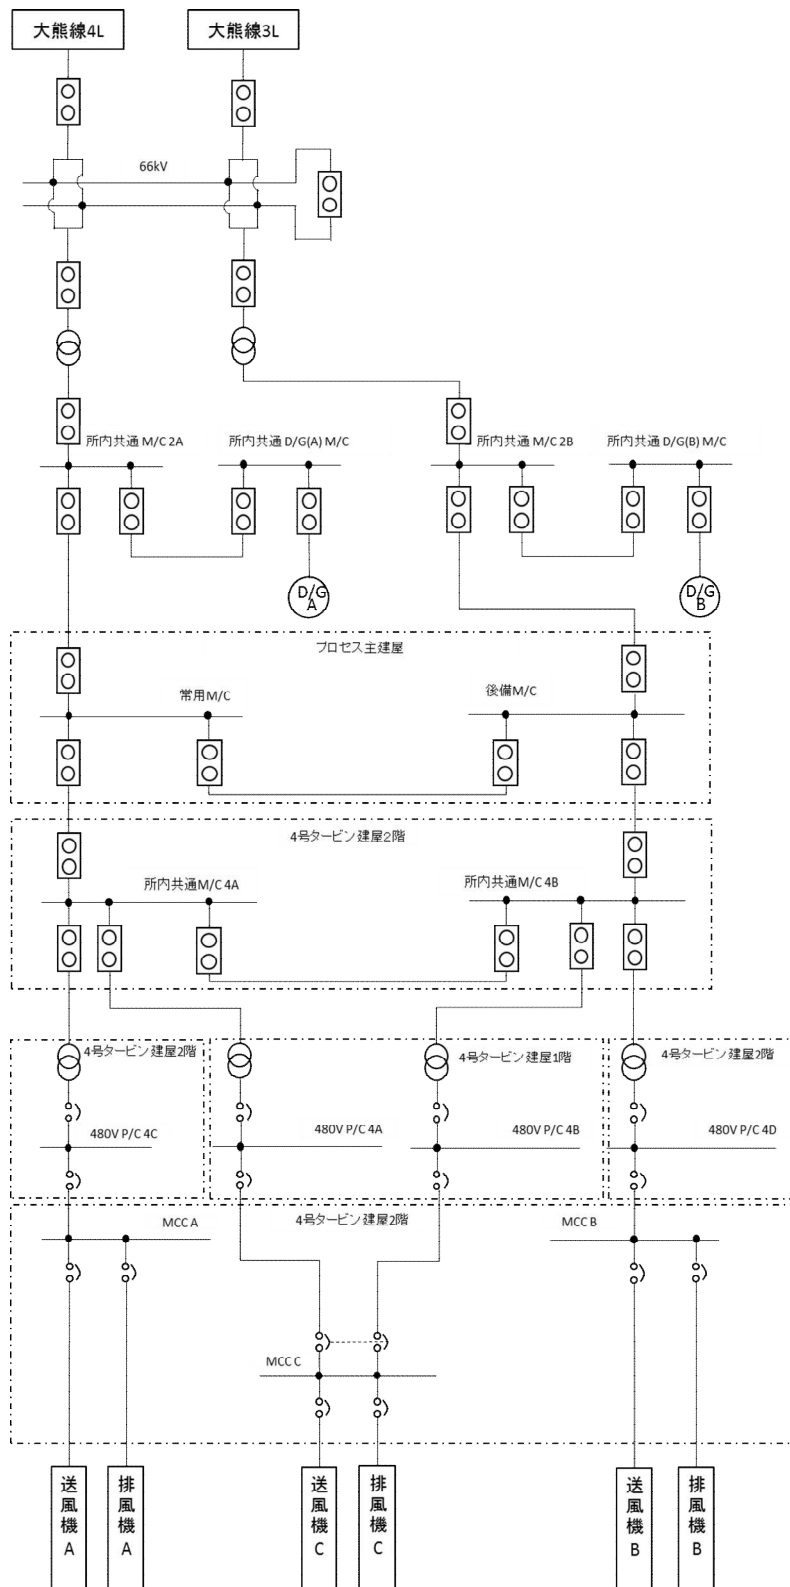 大熊線4L
大熊線3L
66kV
所内共通 M/C 2A
所内共通 D/G(A) M/C
所内共通 M/C 2B
所内共通 D/G(B) M/C
D/G
A
D/G
B
プロセス主建屋
常用M/C
後備M/C
4号タービン建屋2階
所内共通M/C 4A
所内共通M/C 4B
4号タービン建屋2階
4号タービン建屋1階
4号タービン建屋2階
480V P/C 4C
480V P/C 4A
480V P/C 4B
480V P/C 4D
4号タービン建屋2階
MCC A
MCC B
MCC C
送風機A
排風機A
送風機C
排風機C
送風機B
排風機B